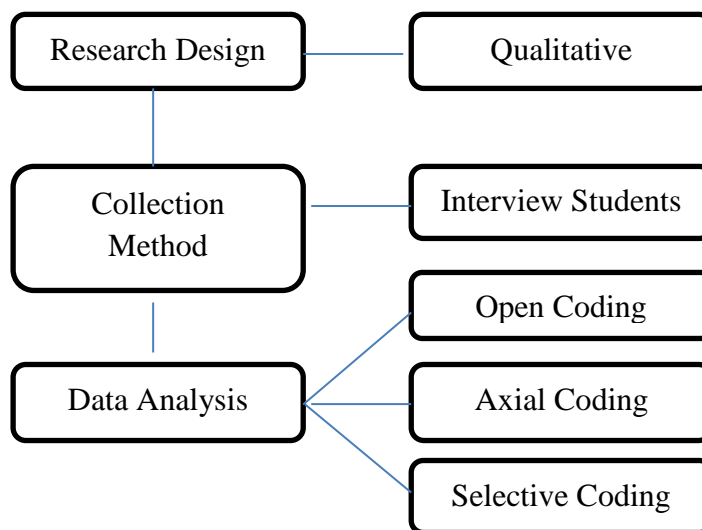 Research Design
Qualitative
Collection
Method
Interview Students
Open Coding
Data Analysis
Axial Coding
Selective Coding